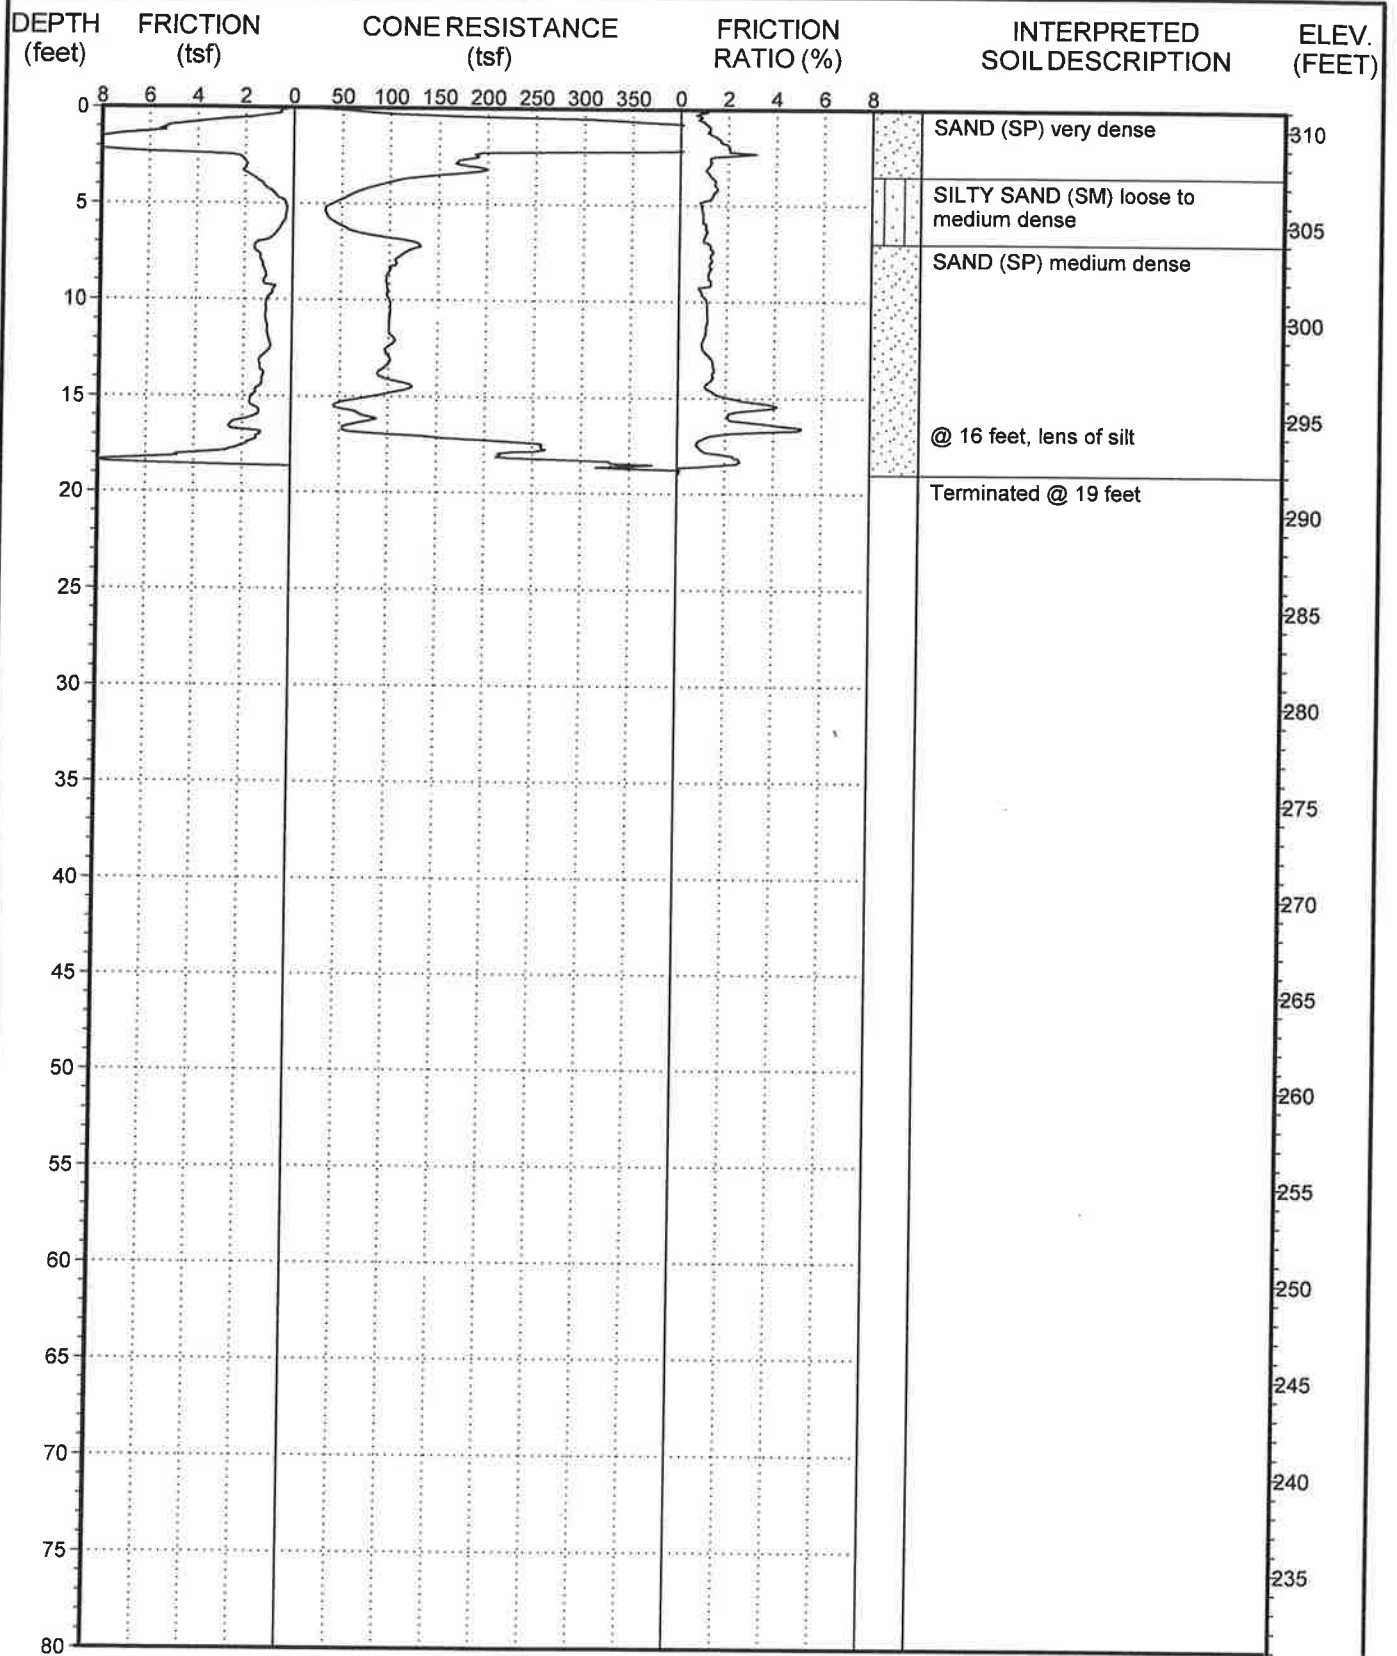 DEPTH
(feet)
FRICTION
(tsf)
CONE RESISTANCE
(tsf)
FRICTION
RATIO (%)
INTERPRETED
SOIL DESCRIPTION
ELEV.
(FEET)
8 6 4 2 0 50 100 150 200 250 300 350 0 2 4 6 8
0
5
10
15
20
25
30
35
40
45
50
55
60
65
70
75
80
SAND (SP) very dense
SILTY SAND (SM) loose to
medium dense
SAND (SP) medium dense
@ 16 feet, lens of silt
Terminated @ 19 feet
310
305
300
295
290
285
280
275
270
265
260
255
250
245
240
235